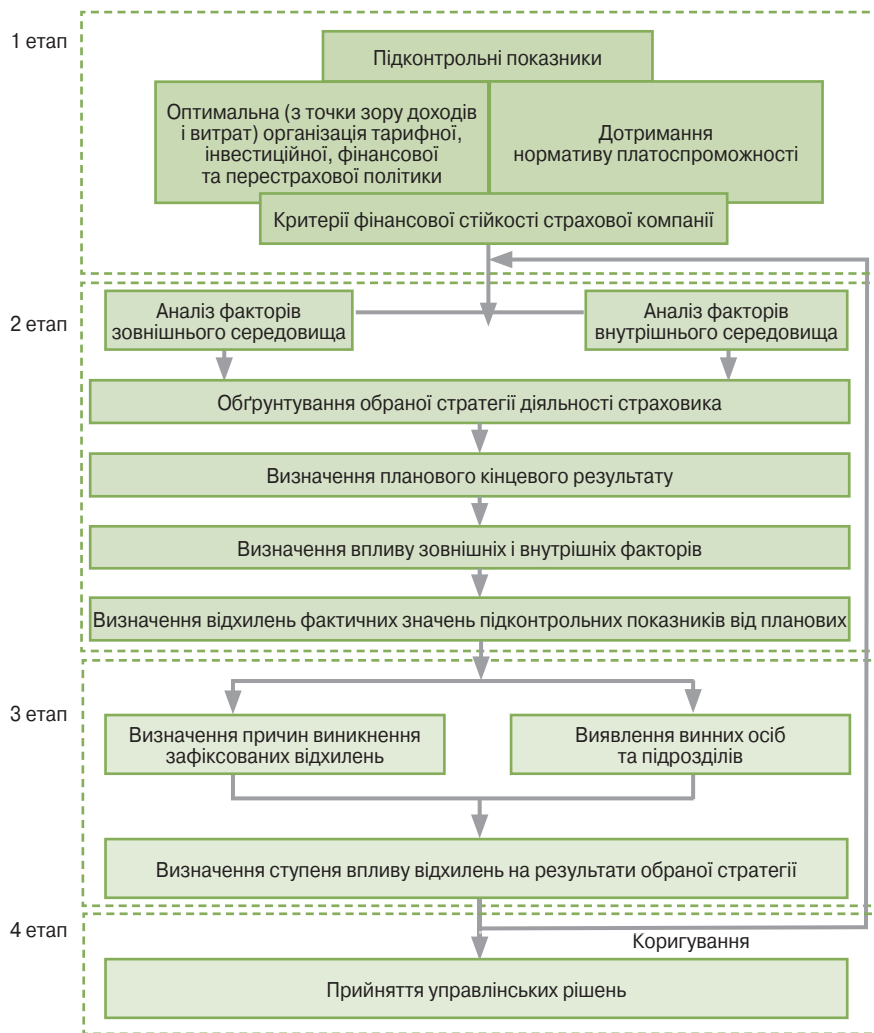 1 етап
Підконтрольні показники
Оптимальна (з точки зору доходів
і витрат) організація тарифної,
інвестиційної, фінансової
та перестрахової політики
Дотримання
нормативу платоспроможності
Критерії фінансової стійкості страхової компанії
2 етап
Аналіз факторів
зовнішнього середовища
Аналіз факторів
внутрішнього середовища
Обґрунтування обраної стратегії діяльності страховика
Визначення планового кінцевого результату
Визначення впливу зовнішніх і внутрішніх факторів
Визначення відхилень фактичних значень підконтрольних показників від планових
3 етап
Визначення причин виникнення
зафіксованих відхилень
Виявлення винних осіб
та підрозділів
Визначення ступеня впливу відхилень на результати обраної стратегії
4 етап
Коригування
Прийняття управлінських рішень